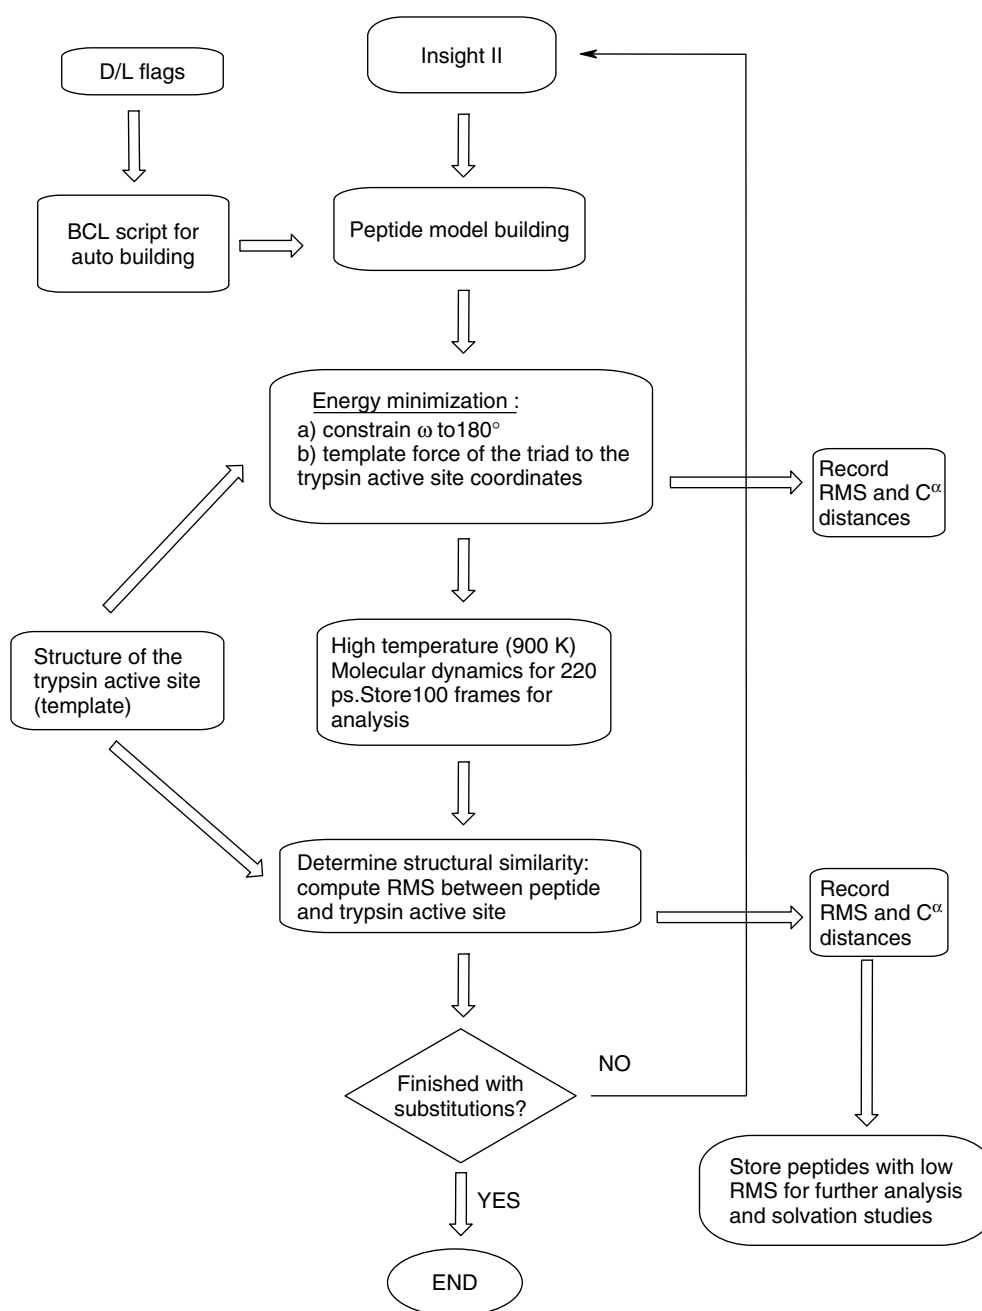 D/L flags
Insight II
BCL script for
auto building
Peptide model building
Energy minimization :
a) constrain ω to180°
b) template force of the triad to the
trypsin active site coordinates
Record
RMS and Cα
distances
Structure of the
trypsin active site
(template)
High temperature (900 K)
Molecular dynamics for 220
ps.Store100 frames for
analysis
Determine structural similarity:
compute RMS between peptide
and trypsin active site
Record
RMS and Cα
distances
Finished with
substitutions?
NO
Store peptides with low
RMS for further analysis
and solvation studies
YES
END